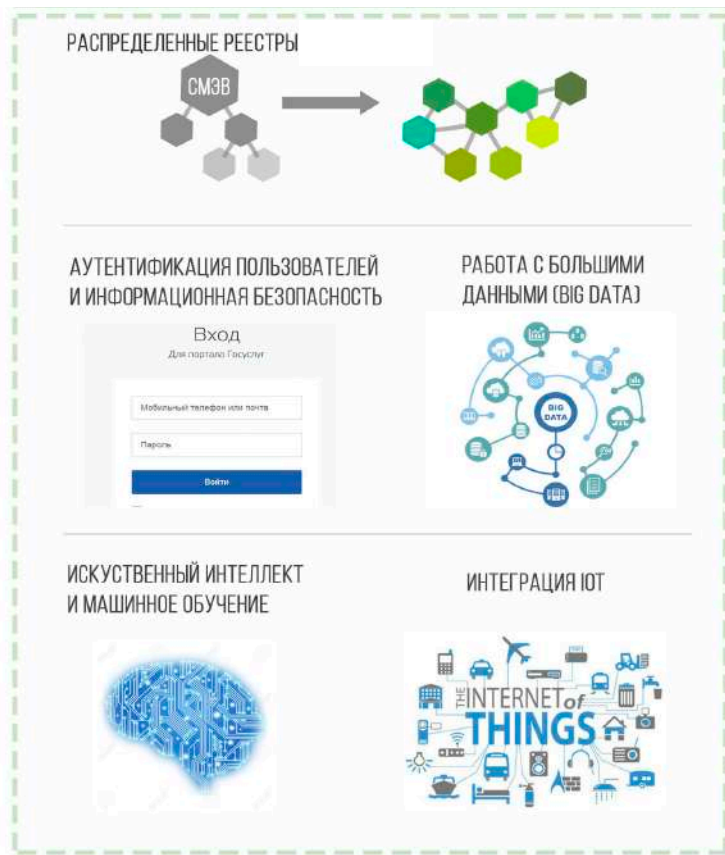 РАСПРЕДЕЛЕННЫЕ РЕЕСТРЫ
СМЭВ
АУТЕНТИФИКАЦИЯ ПОЛЬЗОВАТЕЛЕЙ
И ИНФОРМАЦИОННАЯ БЕЗОПАСНОСТЬ
Вход
Для портала Госуслуг
Мобильный телефон или почта
Пароль
Войти
РАБОТА С БОЛЬШИМИ
ДАННЫМИ (BIG DATA)
BIG
DATA
ИСКУСТВЕННЫЙ ИНТЕЛЛЕКТ
И МАШИННОЕ ОБУЧЕНИЕ
ИНТЕГРАЦИЯ IOT
THE
INTERNET of
THINGS